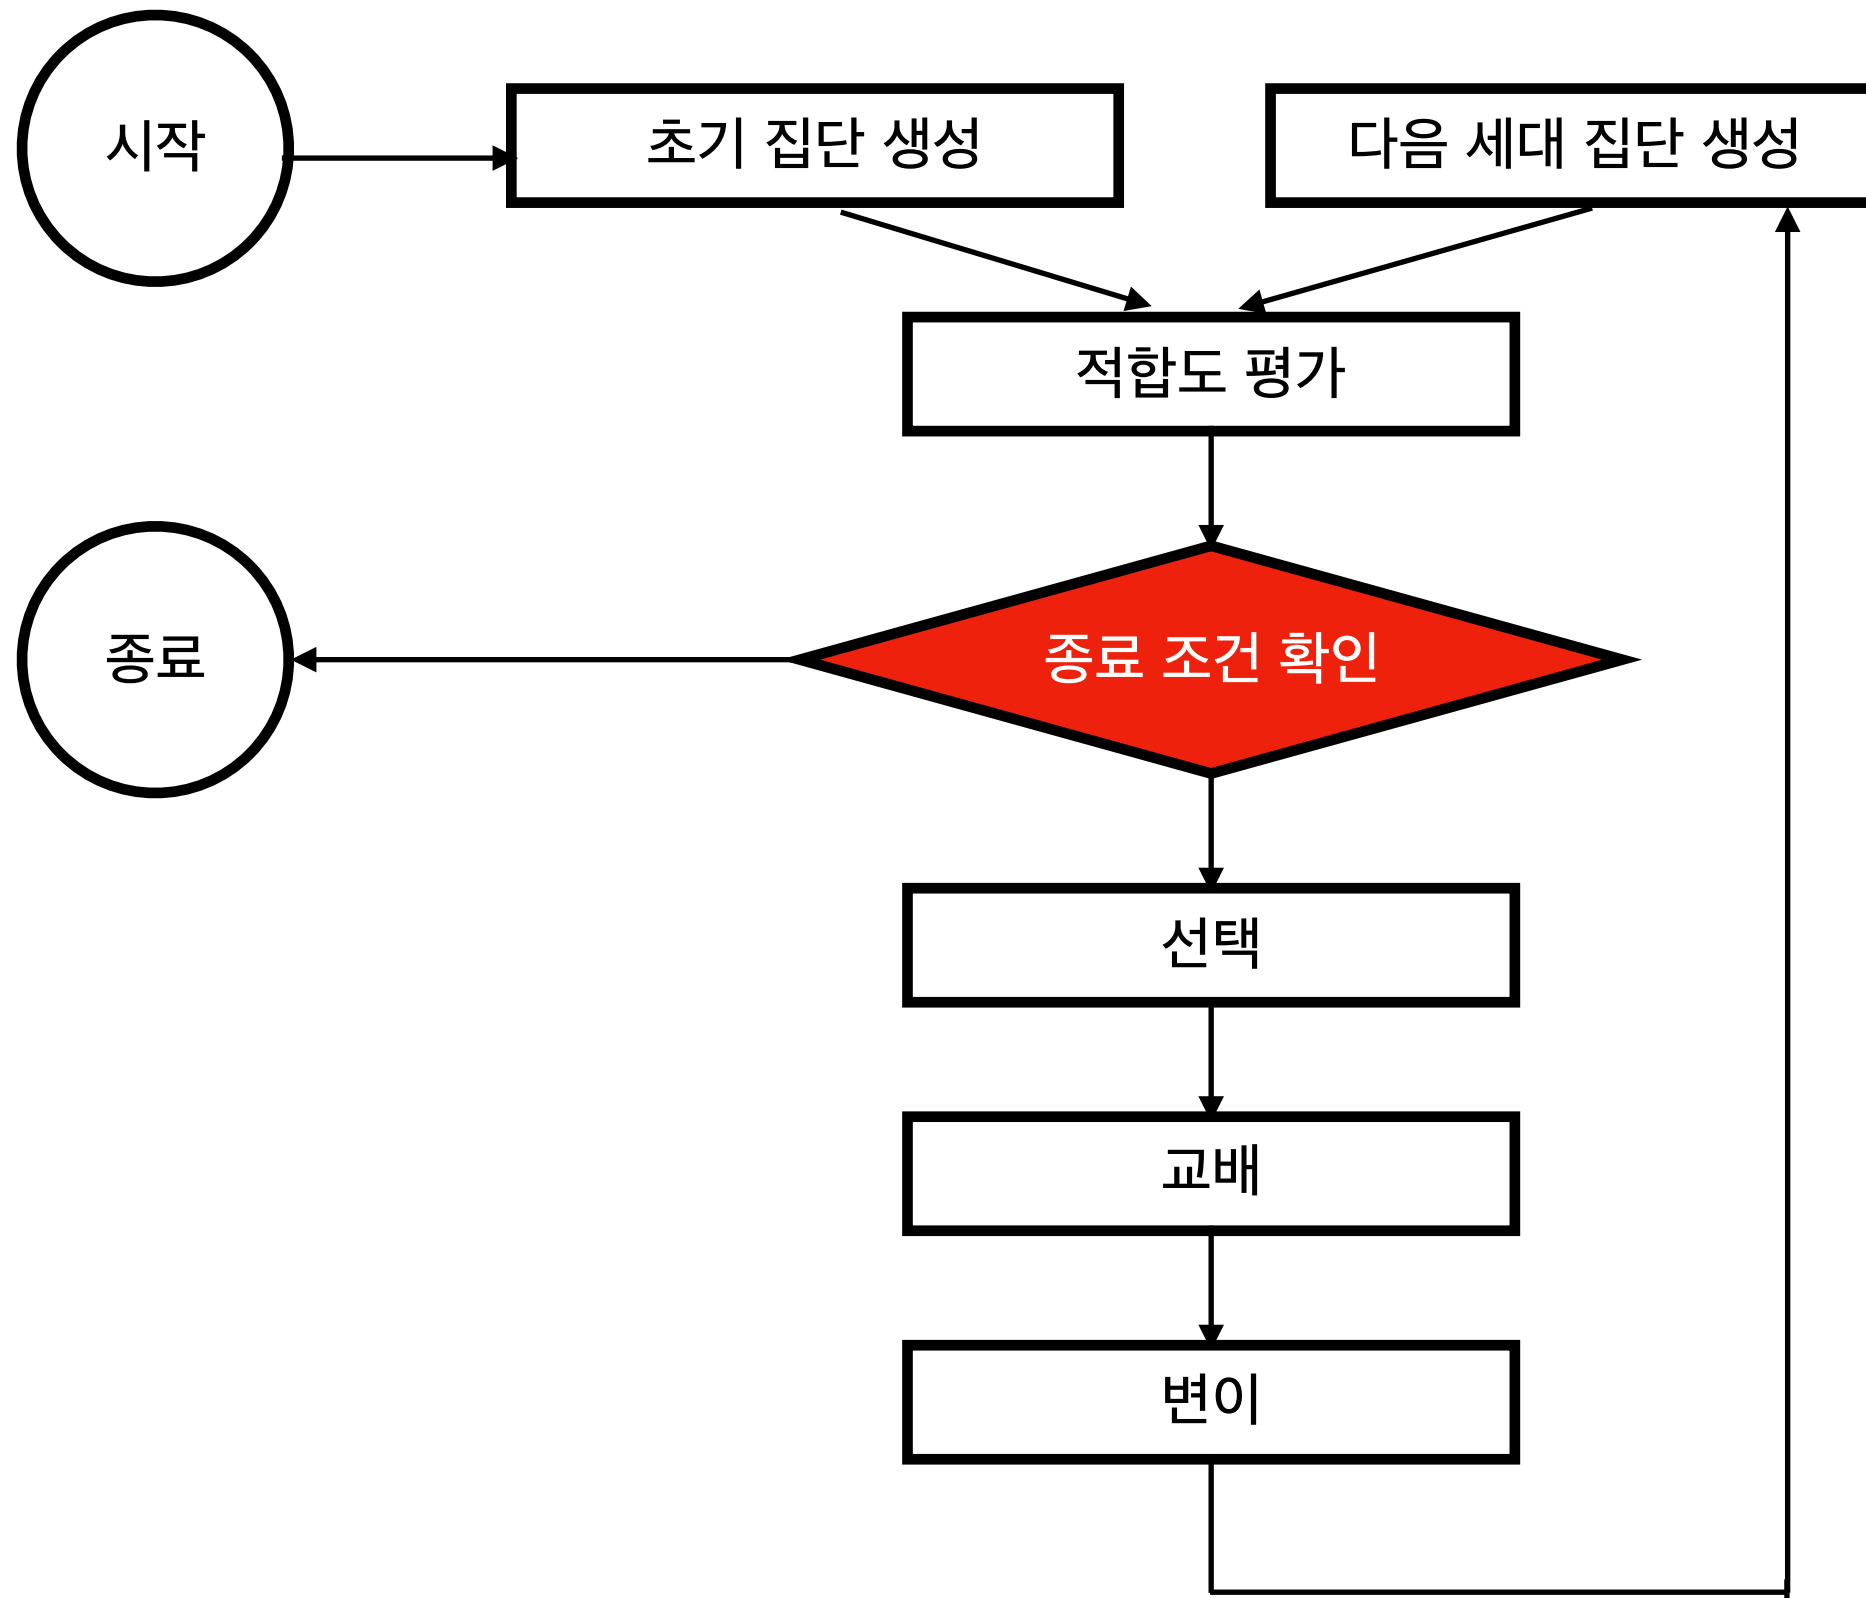 시작
초기 집단 생성
다음 세대 집단 생성
적합도 평가
종료
종료 조건 확인
선택
교배
변이